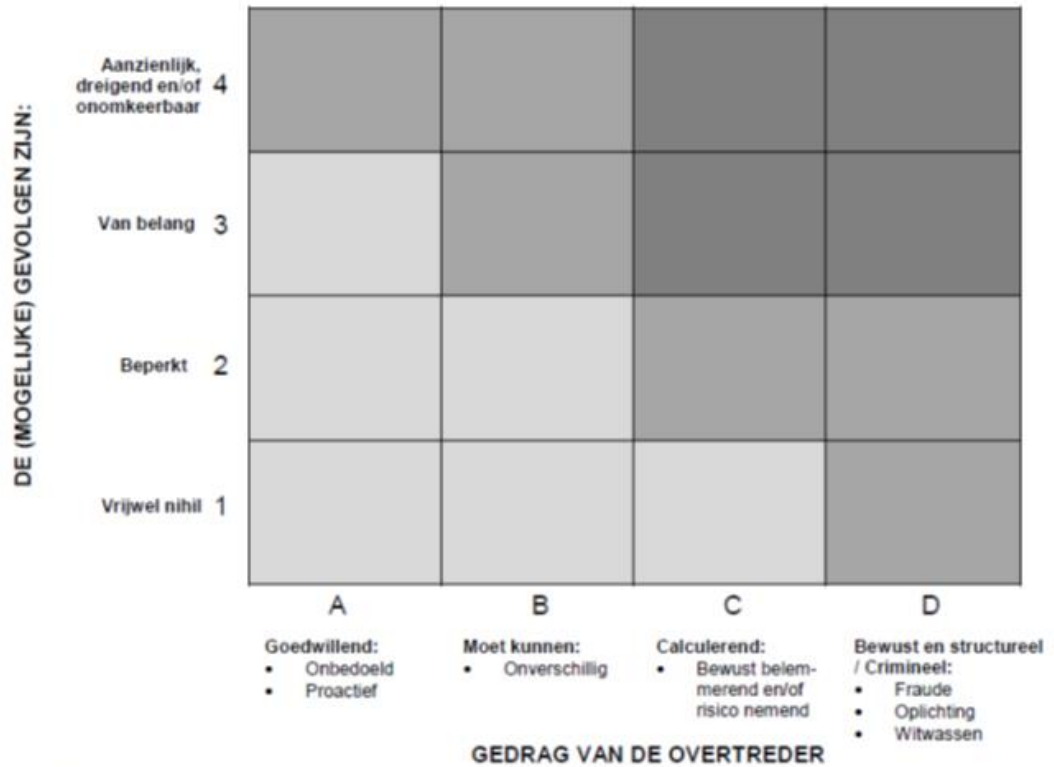 DE (MOGELIJKE) GEVOLGEN ZIJN:
Aanzienlijk,
dreigend en/of
onomkeerbaar
4
Van belang 3
Beperkt 2
Vrijwel nihil 1
A B C D
Goedwillend:
• Onbedoeld
• Proactief
Moet kunnen:
• Onverschillig
Calculerend:
• Bewust belem-
merend en/of
risico nemend
Bewust en structureel
/ Crimineel:
• Fraude
• Oplichting
• Witwassen
GEDRAG VAN DE OVERTREDER